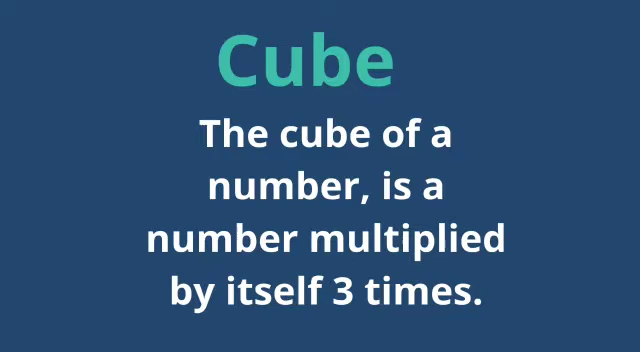 Cube
The cube of a
number, is a
number multiplied
by itself 3 times.